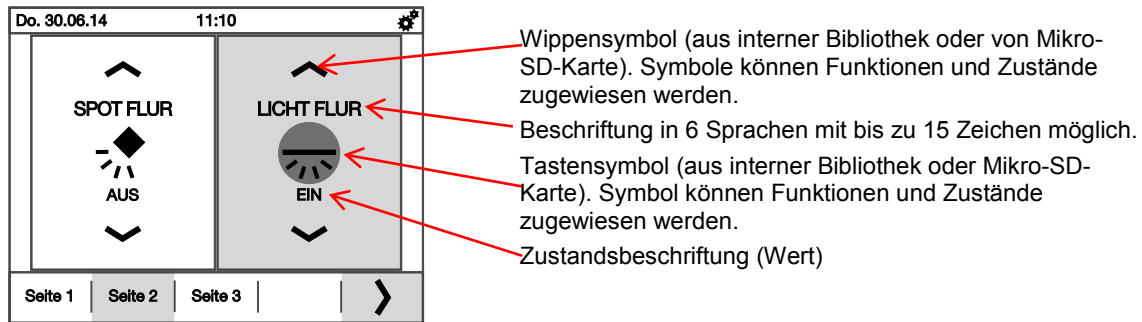 Do. 30.06.14 11:10
SPOT FLUR
AUS
LICHT FLUR
EIN
Seite 1 Seite 2 Seite 3
Wippensymbol (aus interner Bibliothek oder von Mikro-
SD-Karte). Symbole können Funktionen und Zustände
zugewiesen werden.
Beschriftung in 6 Sprachen mit bis zu 15 Zeichen möglich.
Tastensymbol (aus interner Bibliothek oder Mikro-SD-
Karte). Symbol können Funktionen und Zustände
zugewiesen werden.
Zustandsbeschriftung (Wert)